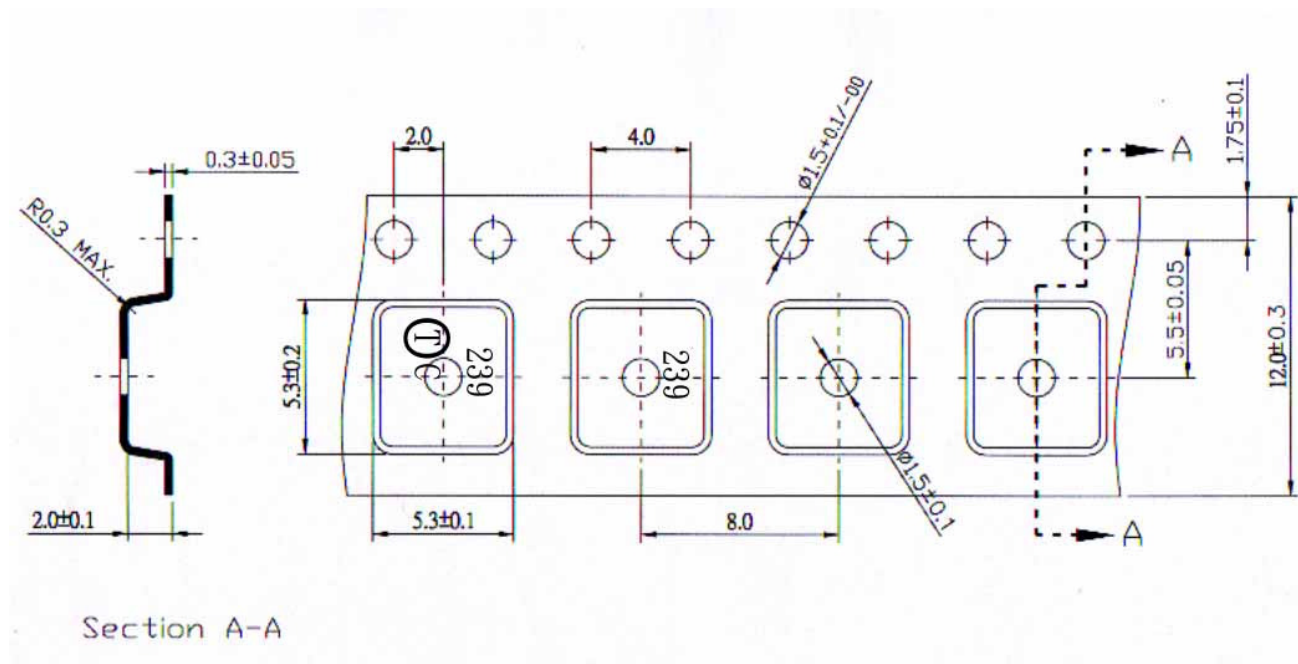 0.3±0.05
R0.3 MAX.
2.0±0.1
Section A-A
2.0
4.0
Ø1.5+0.1/-00
A
1.75±0.1
5.5±0.05
12.0±0.3
5.3±0.2
T
C
239
239
Ø1.5±0.1
5.3±0.1
8.0
A